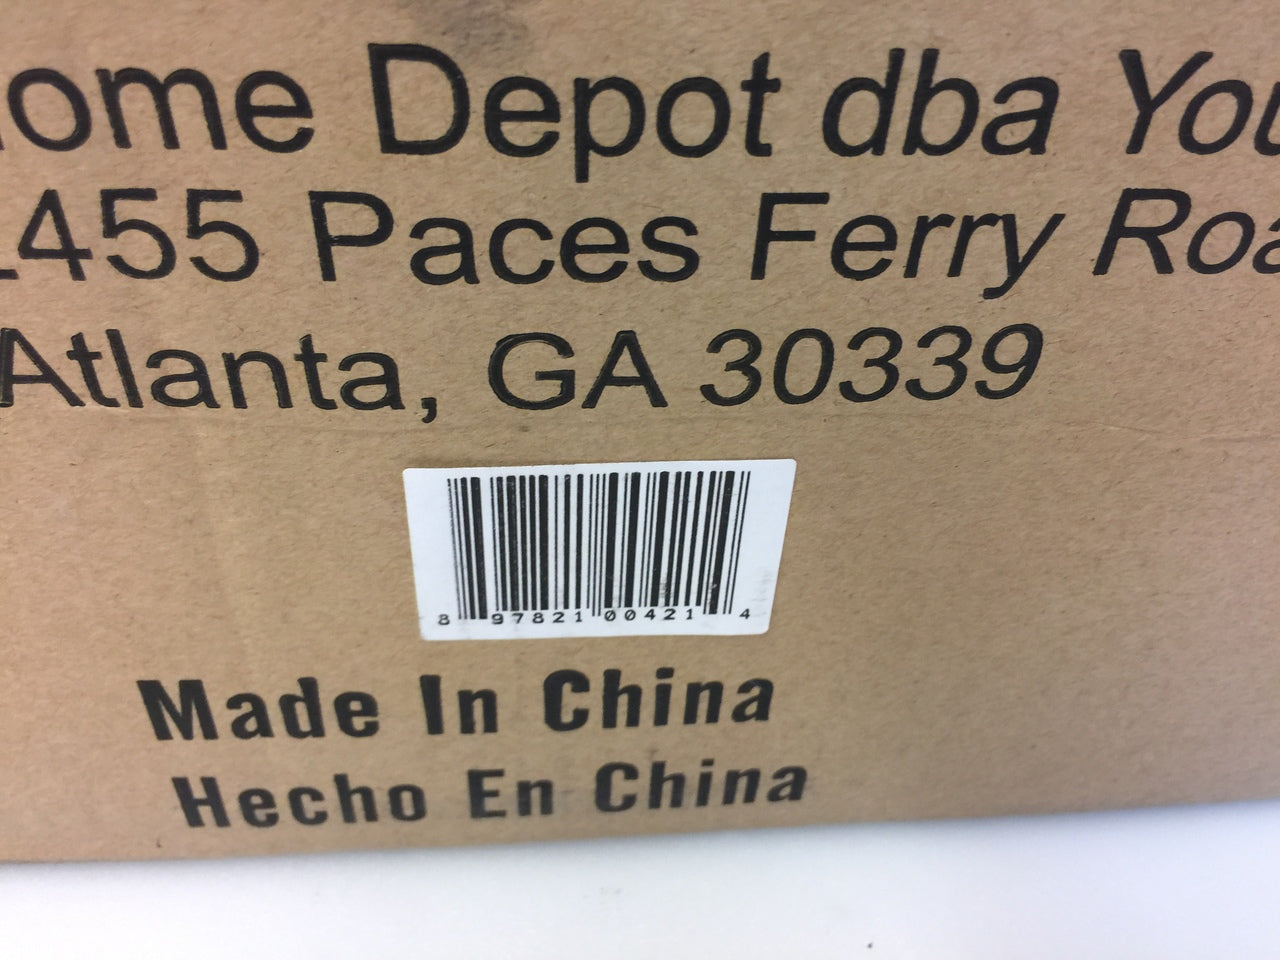 ome Depot dba You
1455 Paces Ferry Roa
Atlanta, GA 30339
8 97821 00421 4
Made In China
Hecho En China